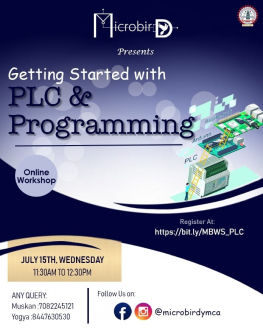 Microbird
Presents
Getting Started with
PLC &
Programming
Online
Workshop
Register At:
https://bit.ly/MBWS_PLC
JULY 15TH, WEDNESDAY
11:30AM TO 12:30PM
ANY QUERY:
Muskan :7082245121
Yogya :8447630530
Follow Us on:
@microbirdymca